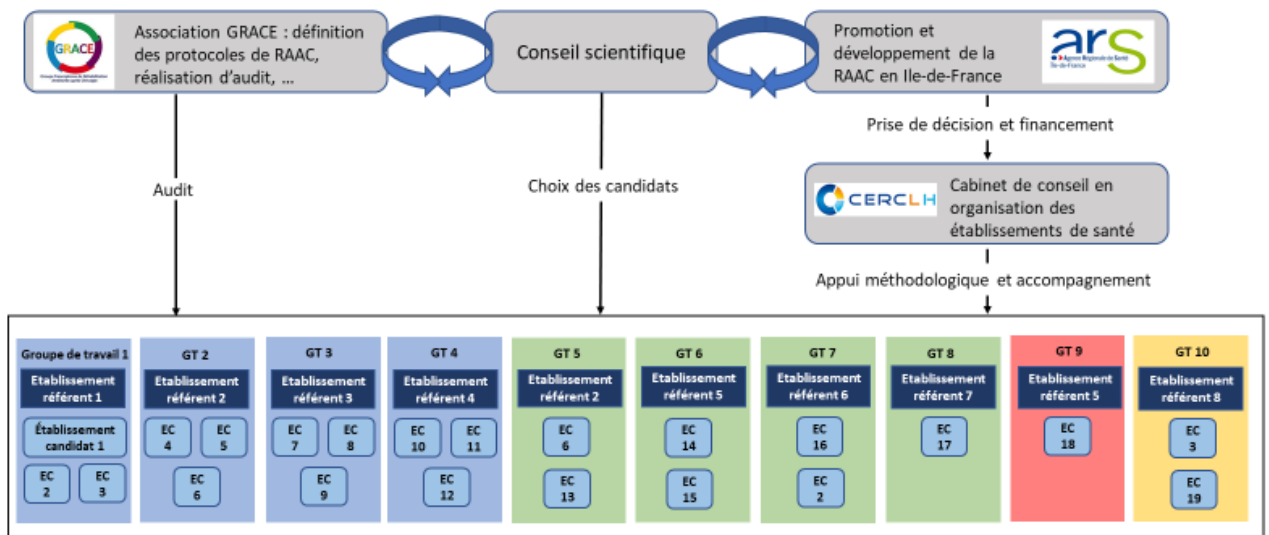 GRACE
Association GRACE : définition
des protocoles de RAAC,
réalisation d'audit, ...
Conseil scientifique
Promotion et
développement de la
RAAC en Ile-de-France
ars
Agence Régionale de Santé
Île-de-France
Prise de décision et financement
Audit
Choix des candidats
CERCLH
Cabinet de conseil en
organisation des
établissements de santé
Appui méthodologique et accompagnement
Groupe de travail 1
Etablissement
référent 1
Établissement
candidat 1
EC
2
EC
3
GT 2
Etablissement
référent 2
EC
4
EC
5
EC
6
GT 3
Etablissement
référent 3
EC
7
EC
8
EC
9
GT 4
Etablissement
référent 4
EC
10
EC
11
EC
12
GT 5
Etablissement
référent 2
EC
6
EC
13
GT 6
Etablissement
référent 5
EC
14
EC
15
GT 7
Etablissement
référent 6
EC
16
EC
2
GT 8
Etablissement
référent 7
EC
17
GT 9
Etablissement
référent 5
EC
18
GT 10
Etablissement
référent 8
EC
3
EC
19